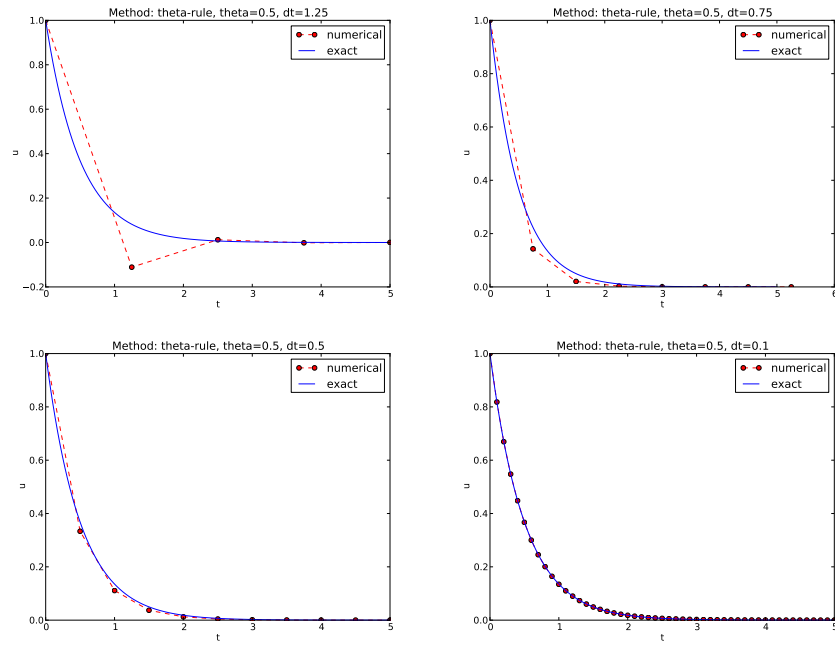 Method: theta-rule, theta=0.5, dt=1.25
numerical
exact
1.0
0.8
0.6
0.4
0.2
0.0
−0.2
u
0 1 2 3 4 5
t
Method: theta-rule, theta=0.5, dt=0.75
numerical
exact
1.0
0.8
0.6
0.4
0.2
0.0
u
0 1 2 3 4 5 6
t
Method: theta-rule, theta=0.5, dt=0.5
numerical
exact
1.0
0.8
0.6
0.4
0.2
0.0
u
0 1 2 3 4 5
t
Method: theta-rule, theta=0.5, dt=0.1
numerical
exact
1.0
0.8
0.6
0.4
0.2
0.0
u
0 1 2 3 4 5
t